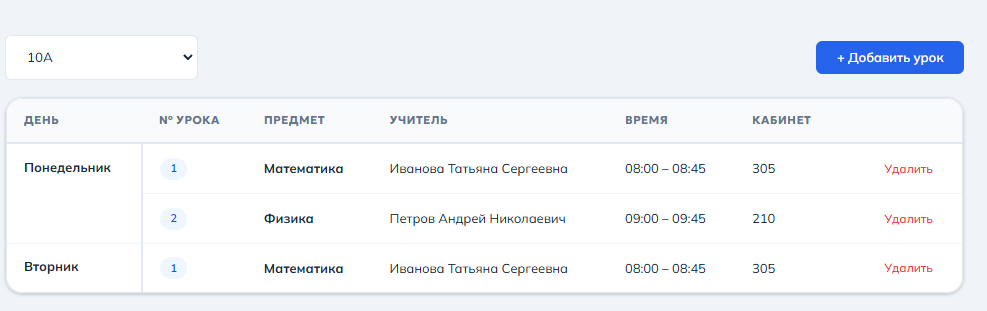 10А
+ Добавить урок
ДЕНЬ № УРОКА ПРЕДМЕТ УЧИТЕЛЬ ВРЕМЯ КАБИНЕТ
Понедельник 1 Математика Иванова Татьяна Сергеевна 08:00 – 08:45 305 Удалить
2 Физика Петров Андрей Николаевич 09:00 – 09:45 210 Удалить
Вторник 1 Математика Иванова Татьяна Сергеевна 08:00 – 08:45 305 Удалить